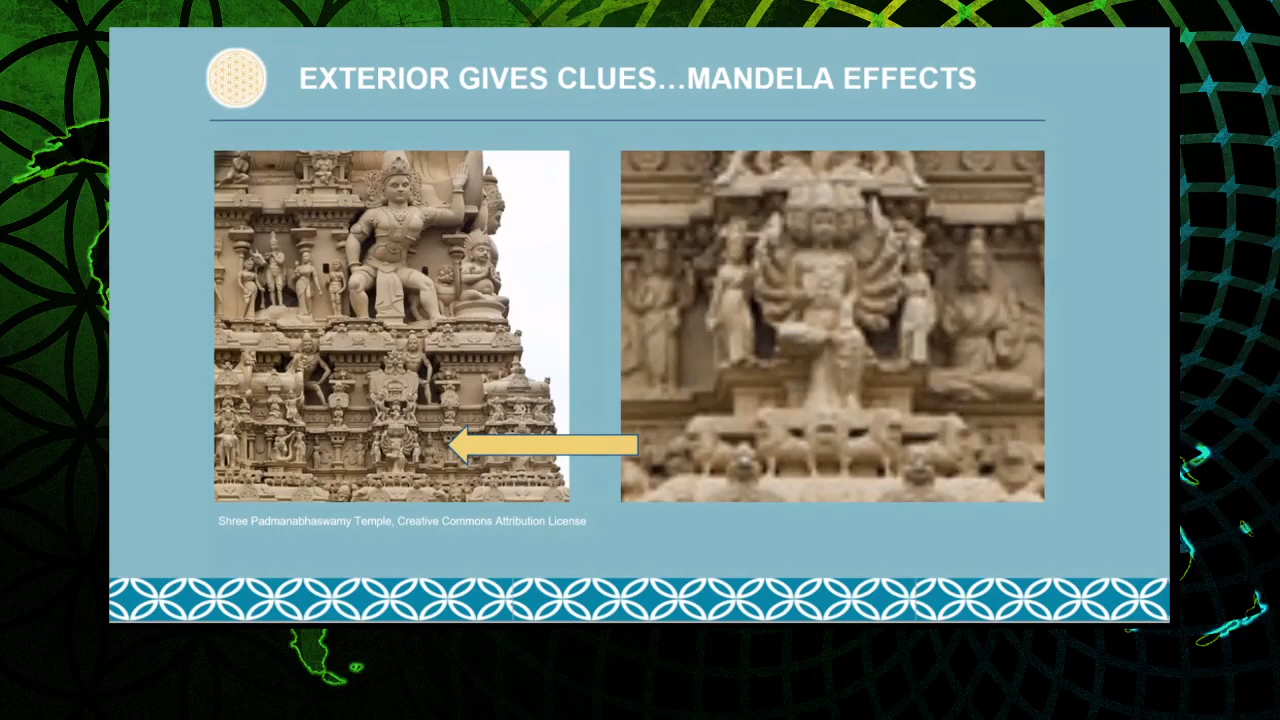 EXTERIOR GIVES CLUES...MANDELA EFFECTS
Shree Padmanabhaswamy Temple, Creative Commons Attribution License